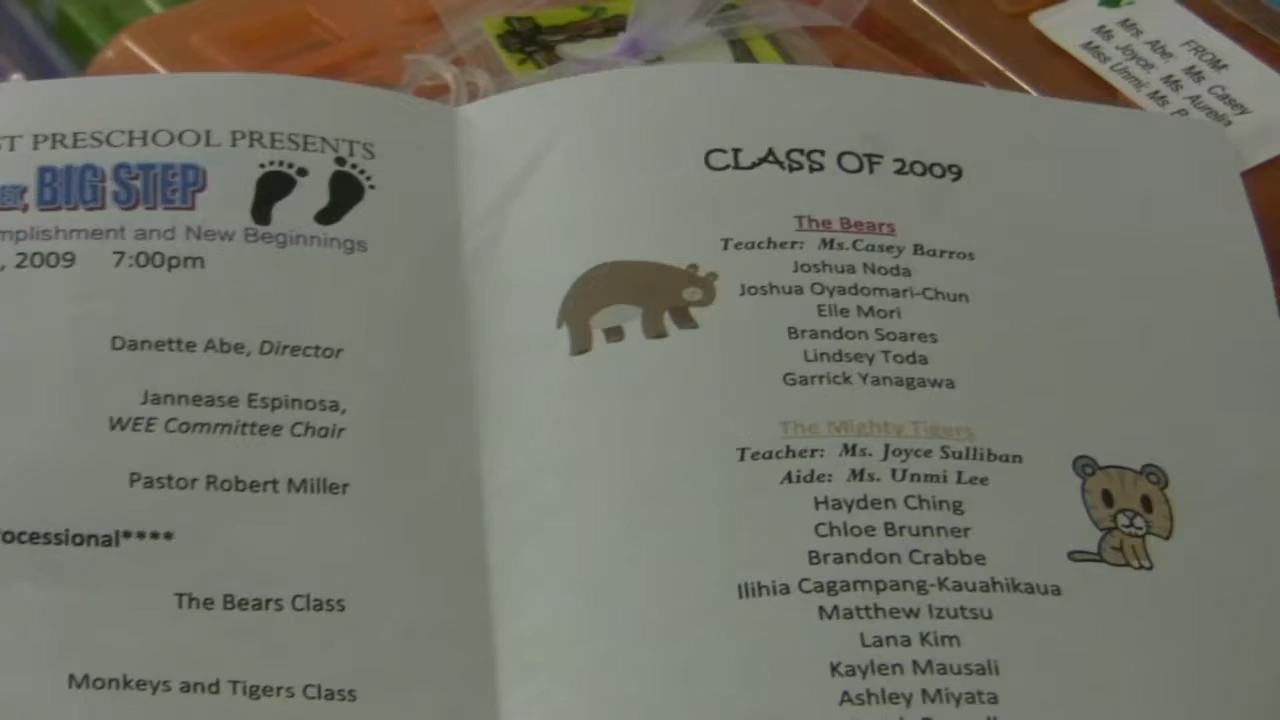 FROM:
Mrs. Abe, Ms. Casey
Ms. Joyce, Ms. Aurelin
Miss Unmi, Ms. P
ST PRESCHOOL PRESENTS
BIG STEP
mplishment and New Beginnings
, 2009 7:00pm
Danette Abe, Director
Jannease Espinosa,
WEE Committee Chair
Pastor Robert Miller
ocessional****
The Bears Class
Monkeys and Tigers Class
CLASS OF 2009
The Bears
Teacher: Ms.Casey Barros
Joshua Noda
Joshua Oyadomari-Chun
Elle Mori
Brandon Soares
Lindsey Toda
Garrick Yanagawa
The Mighty Tigers
Teacher: Ms. Joyce Sulliban
Aide: Ms. Unmi Lee
Hayden Ching
Chloe Brunner
Brandon Crabbe
Ilihia Cagampang-Kauahikaua
Matthew Izutsu
Lana Kim
Kaylen Mausali
Ashley Miyata